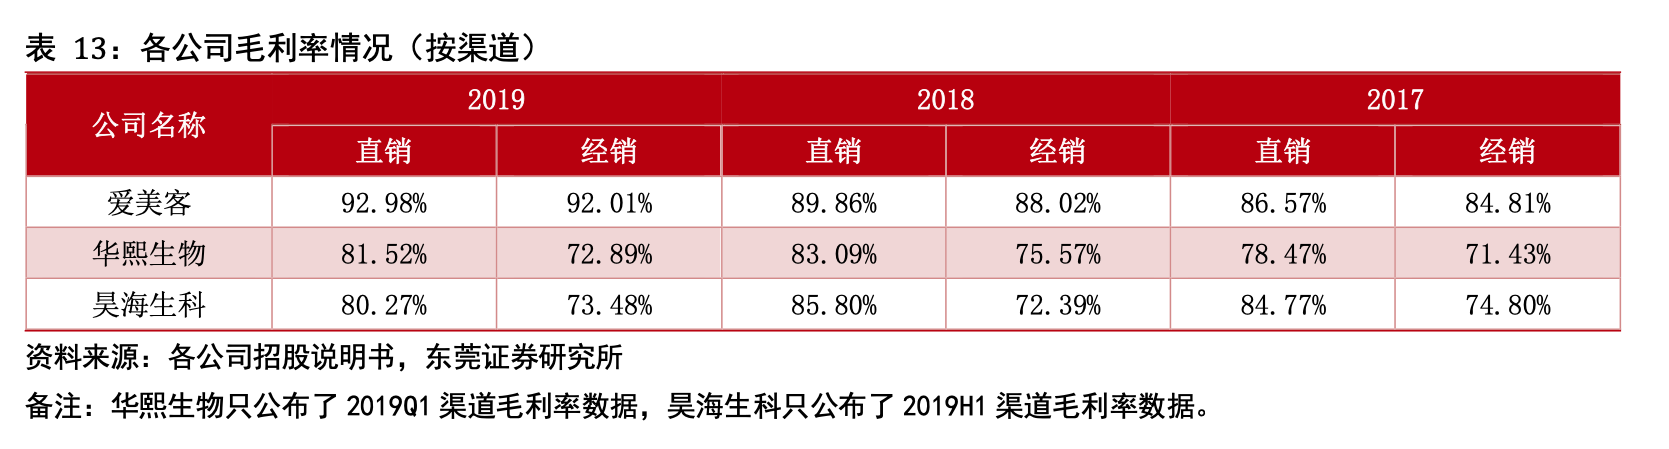 表 13：各公司毛利率情况（按渠道）
公司名称 2019 2018 2017
直销 经销 直销 经销 直销 经销
爱美客 92.98% 92.01% 89.86% 88.02% 86.57% 84.81%
华熙生物 81.52% 72.89% 83.09% 75.57% 78.47% 71.43%
昊海生科 80.27% 73.48% 85.80% 72.39% 84.77% 74.80%
资料来源：各公司招股说明书，东莞证券研究所
备注：华熙生物只公布了 2019Q1 渠道毛利率数据，昊海生科只公布了 2019H1 渠道毛利率数据。